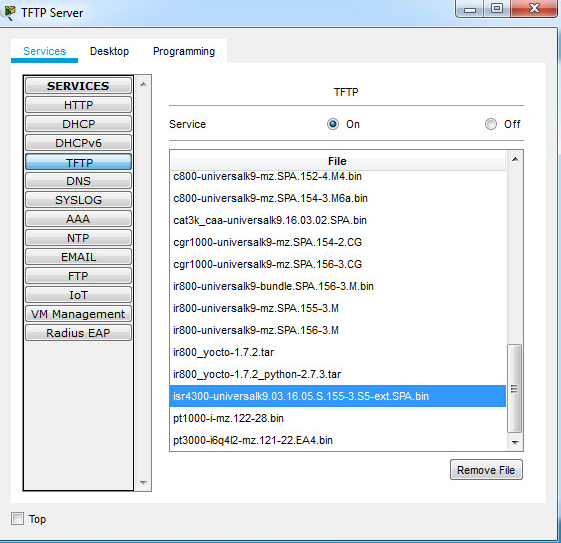 TFTP Server
Services Desktop Programming
SERVICES
HTTP
DHCP
DHCPv6
TFTP
DNS
SYSLOG
AAA
NTP
EMAIL
FTP
IoT
VM Management
Radius EAP
TFTP
Service On Off
File
c800-universalk9-mz.SPA.152-4.M4.bin
c800-universalk9-mz.SPA.154-3.M6a.bin
cat3k_caa-universalk9.16.03.02.SPA.bin
cgr1000-universalk9-mz.SPA.154-2.CG
cgr1000-universalk9-mz.SPA.156-3.CG
ir800-universalk9-bundle.SPA.156-3.M.bin
ir800-universalk9-mz.SPA.155-3.M
ir800-universalk9-mz.SPA.156-3.M
ir800_yocto-1.7.2.tar
ir800_yocto-1.7.2_python-2.7.3.tar
isr4300-universalk9.03.16.05.S.155-3.S5-ext.SPA.bin
pt1000-i-mz.122-28.bin
pt3000-i6q4l2-mz.121-22.EA4.bin
Remove File
Top